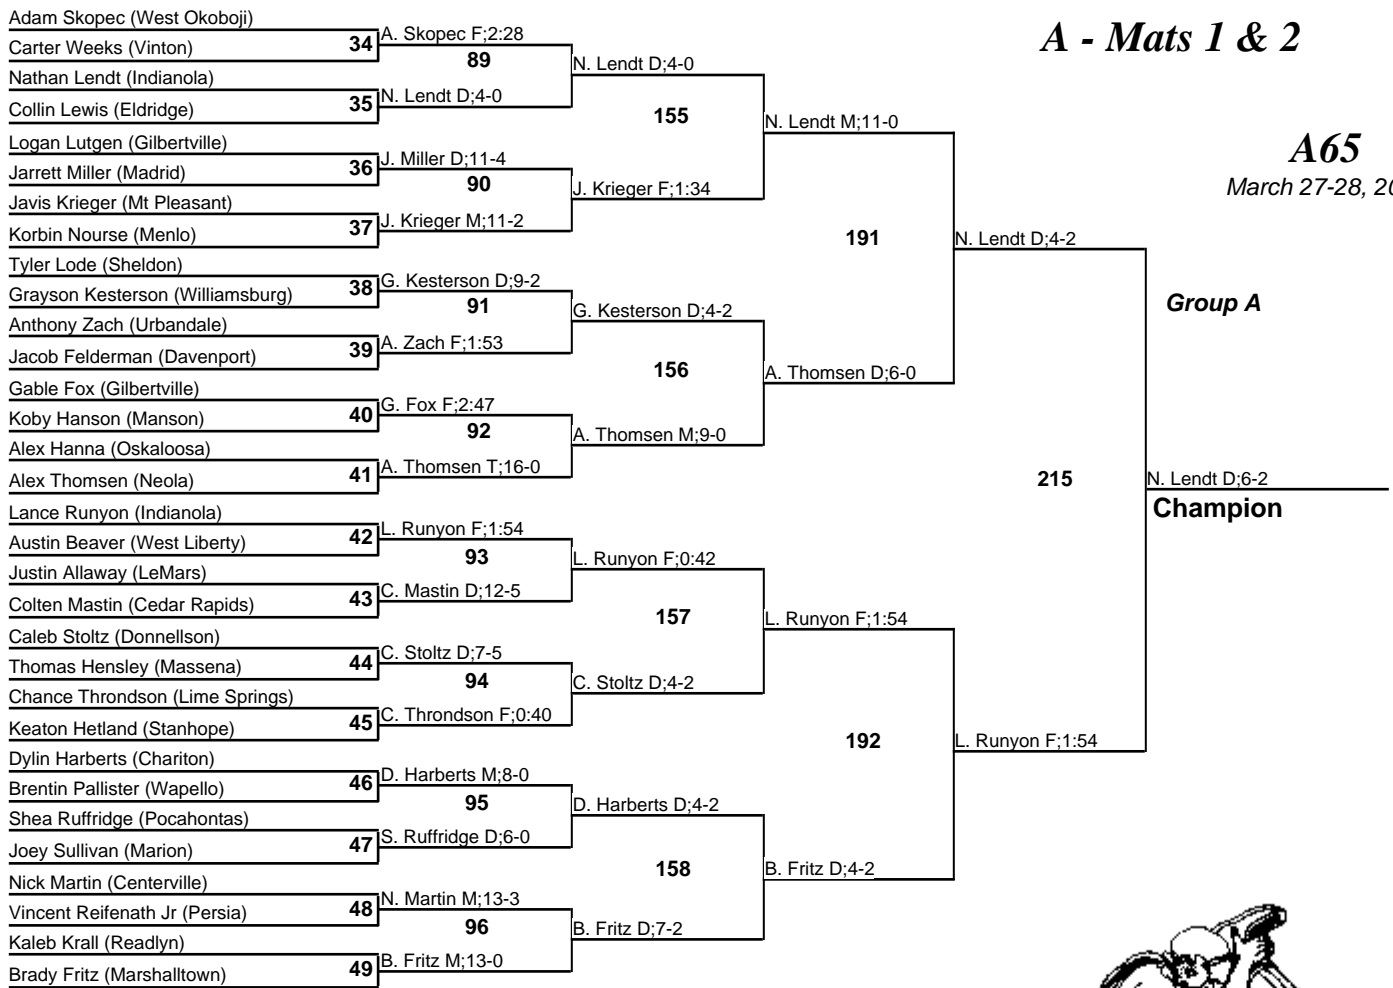 A - Mats 1 & 2
A65
March 27-28, 20
Group A
Adam Skopec (West Okoboji)
34
Carter Weeks (Vinton)
A. Skopec F;2:28
89
Nathan Lendt (Indianola)
35
Collin Lewis (Eldridge)
N. Lendt D;4-0
N. Lendt D;4-0
155
Logan Lutgen (Gilbertville)
36
Jarrett Miller (Madrid)
J. Miller D;11-4
90
Javis Krieger (Mt Pleasant)
37
Korbin Nourse (Menlo)
J. Krieger M;11-2
J. Krieger F;1:34
N. Lendt M;11-0
191
Tyler Lode (Sheldon)
38
Grayson Kesterson (Williamsburg)
G. Kesterson D;9-2
91
Anthony Zach (Urbandale)
39
Jacob Felderman (Davenport)
A. Zach F;1:53
G. Kesterson D;4-2
156
Gable Fox (Gilbertville)
40
Koby Hanson (Manson)
G. Fox F;2:47
92
Alex Hanna (Oskaloosa)
41
Alex Thomsen (Neola)
A. Thomsen T;16-0
A. Thomsen M;9-0
A. Thomsen D;6-0
N. Lendt D;4-2
215
Lance Runyon (Indianola)
42
Austin Beaver (West Liberty)
L. Runyon F;1:54
93
Justin Allaway (LeMars)
43
Colten Mastin (Cedar Rapids)
C. Mastin D;12-5
L. Runyon F;0:42
157
Caleb Stoltz (Donnellson)
44
Thomas Hensley (Massena)
C. Stoltz D;7-5
94
Chance Throndson (Lime Springs)
45
Keaton Hetland (Stanhope)
C. Throndson F;0:40
C. Stoltz D;4-2
L. Runyon F;1:54
192
Dylin Harberts (Chariton)
46
Brentin Pallister (Wapello)
D. Harberts M;8-0
95
Shea Ruffridge (Pocahontas)
47
Joey Sullivan (Marion)
S. Ruffridge D;6-0
D. Harberts D;4-2
158
Nick Martin (Centerville)
48
Vincent Reifenath Jr (Persia)
N. Martin M;13-3
96
Kaleb Krall (Readlyn)
49
Brady Fritz (Marshalltown)
B. Fritz M;13-0
B. Fritz D;7-2
B. Fritz D;4-2
L. Runyon F;1:54
N. Lendt D;6-2
Champion